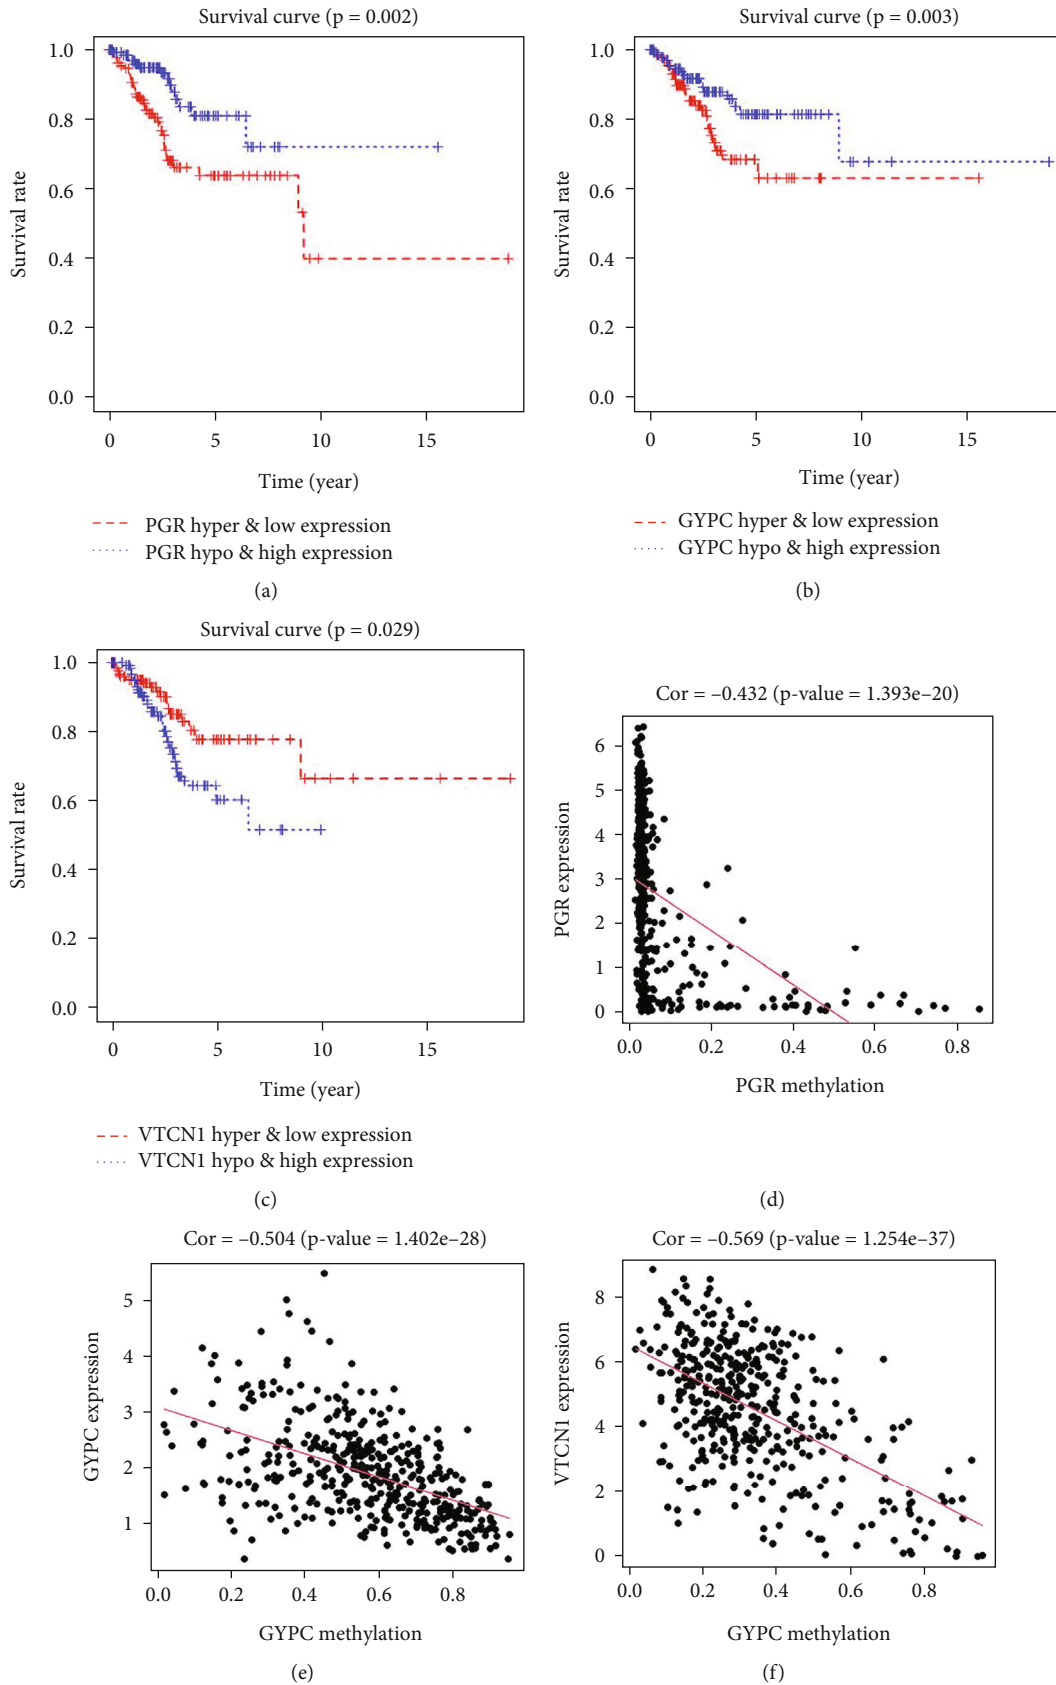 Survival curve (p = 0.002)
1.0
0.8
0.6
0.4
0.2
0.0
Survival rate
0 5 10 15
Time (year)
PGR hyper & low expression
PGR hypo & high expression
(a)
Survival curve (p = 0.003)
1.0
0.8
0.6
0.4
0.2
0.0
Survival rate
0 5 10 15
Time (year)
GYPC hyper & low expression
GYPC hypo & high expression
(b)
Survival curve (p = 0.029)
1.0
0.8
0.6
0.4
0.2
0.0
Survival rate
0 5 10 15
Time (year)
VTCN1 hyper & low expression
VTCN1 hypo & high expression
(c)
Cor = –0.432 (p-value = 1.393e–20)
6
5
4
3
2
1
0
PGR expression
0.0 0.2 0.4 0.6 0.8
PGR methylation
(d)
Cor = –0.504 (p-value = 1.402e–28)
5
4
3
2
1
GYPC expression
0.0 0.2 0.4 0.6 0.8
GYPC methylation
(e)
Cor = –0.569 (p-value = 1.254e–37)
8
6
4
2
0
VTCN1 expression
0.0 0.2 0.4 0.6 0.8
GYPC methylation
(f)